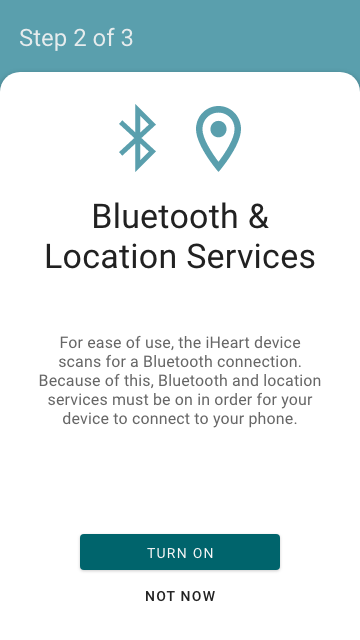 Step 2 of 3
Bluetooth &
Location Services
For ease of use, the iHeart device
scans for a Bluetooth connection.
Because of this, Bluetooth and location
services must be on in order for your
device to connect to your phone.
TURN ON
NOT NOW